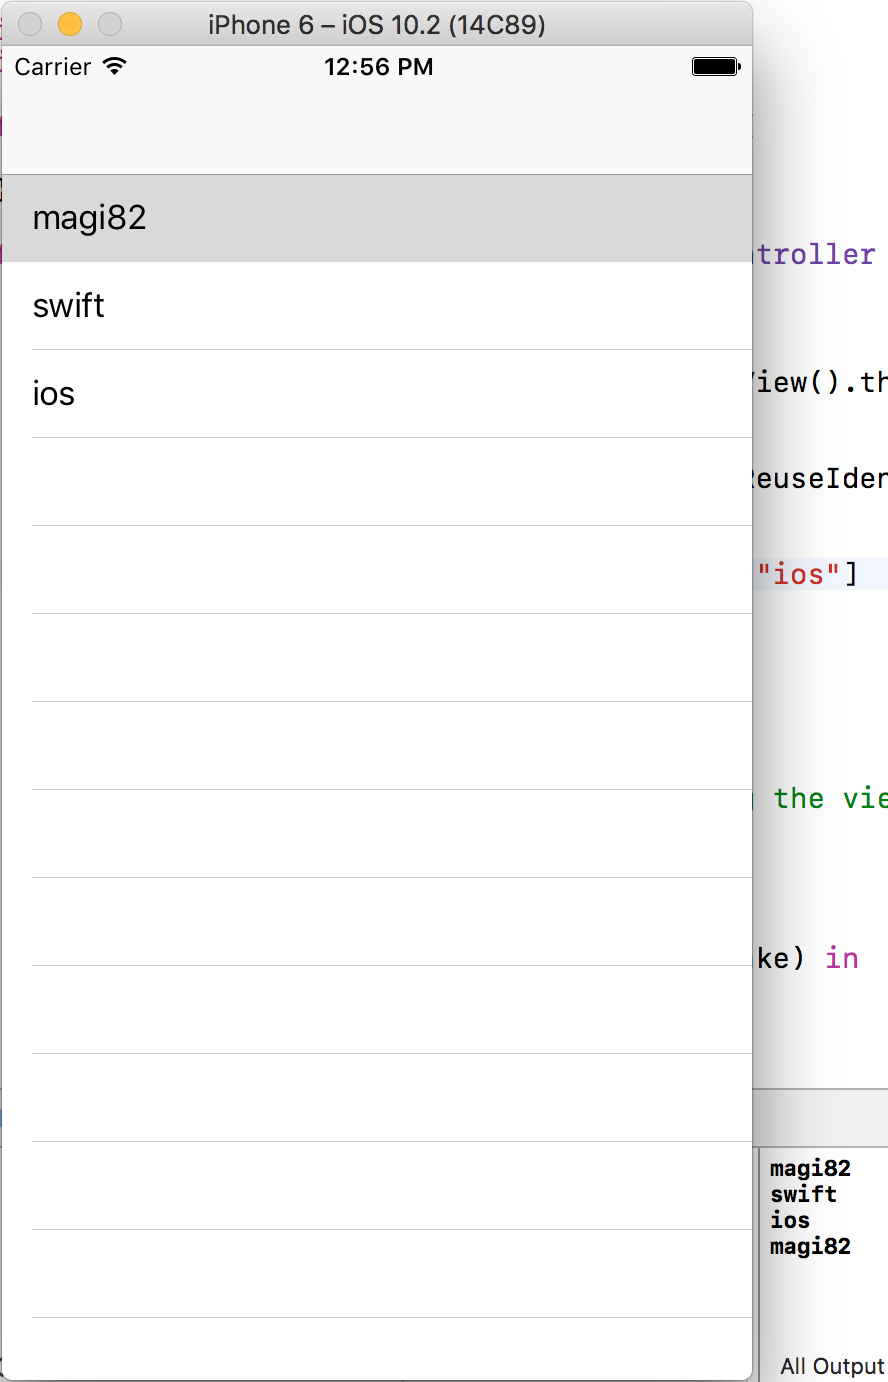 iPhone 6 – iOS 10.2 (14C89)
Carrier 12:56 PM
magi82
troller
swift
iew().th
ios
euseIden
"ios"]
the vie
ke) in
magi82
swift
ios
magi82
All Output